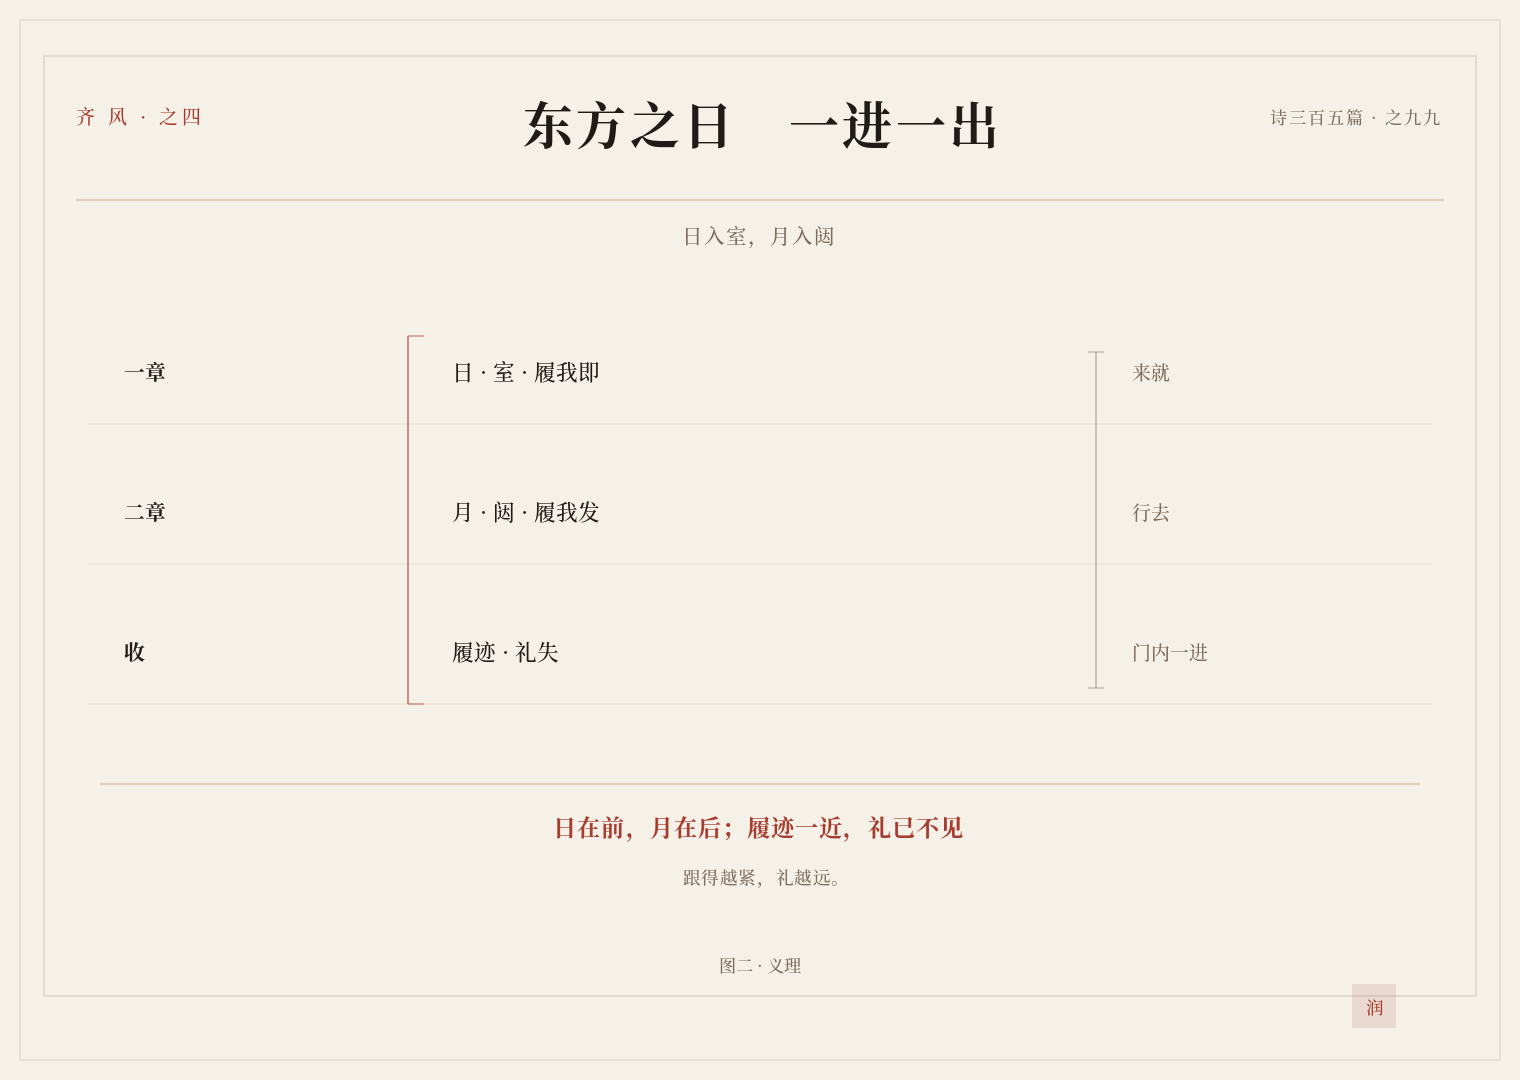 齐风·之四
东方之日　一进一出
诗三百五篇·之九九
日入室，月入闼
一章
日·室·履我即
来就
二章
月·闼·履我发
行去
收
履迹·礼失
门内一进
日在前，月在后；履迹一近，礼已不见
跟得越紧，礼越远。
图二·义理
润